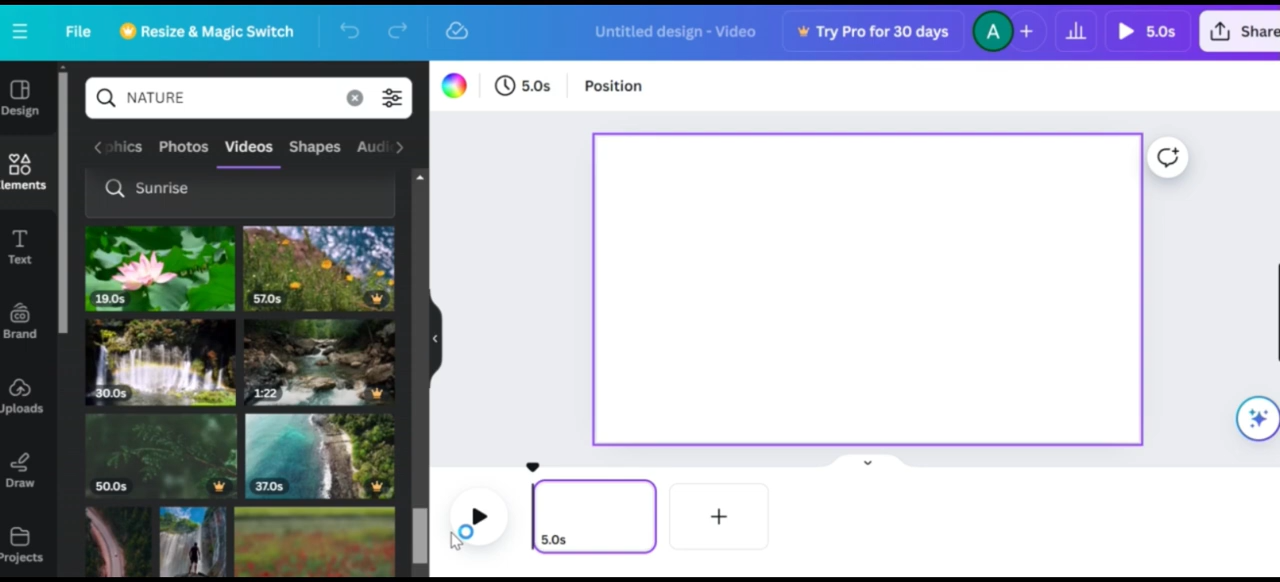 File
Resize & Magic Switch
Untitled design - Video
Try Pro for 30 days
A
5.0s
Share
Design
Elements
Text
Brand
Uploads
Draw
Projects
NATURE
Photos
Videos
Shapes
Sunrise
19.0s
57.0s
30.0s
1:22
50.0s
37.0s
5.0s
Position
5.0s